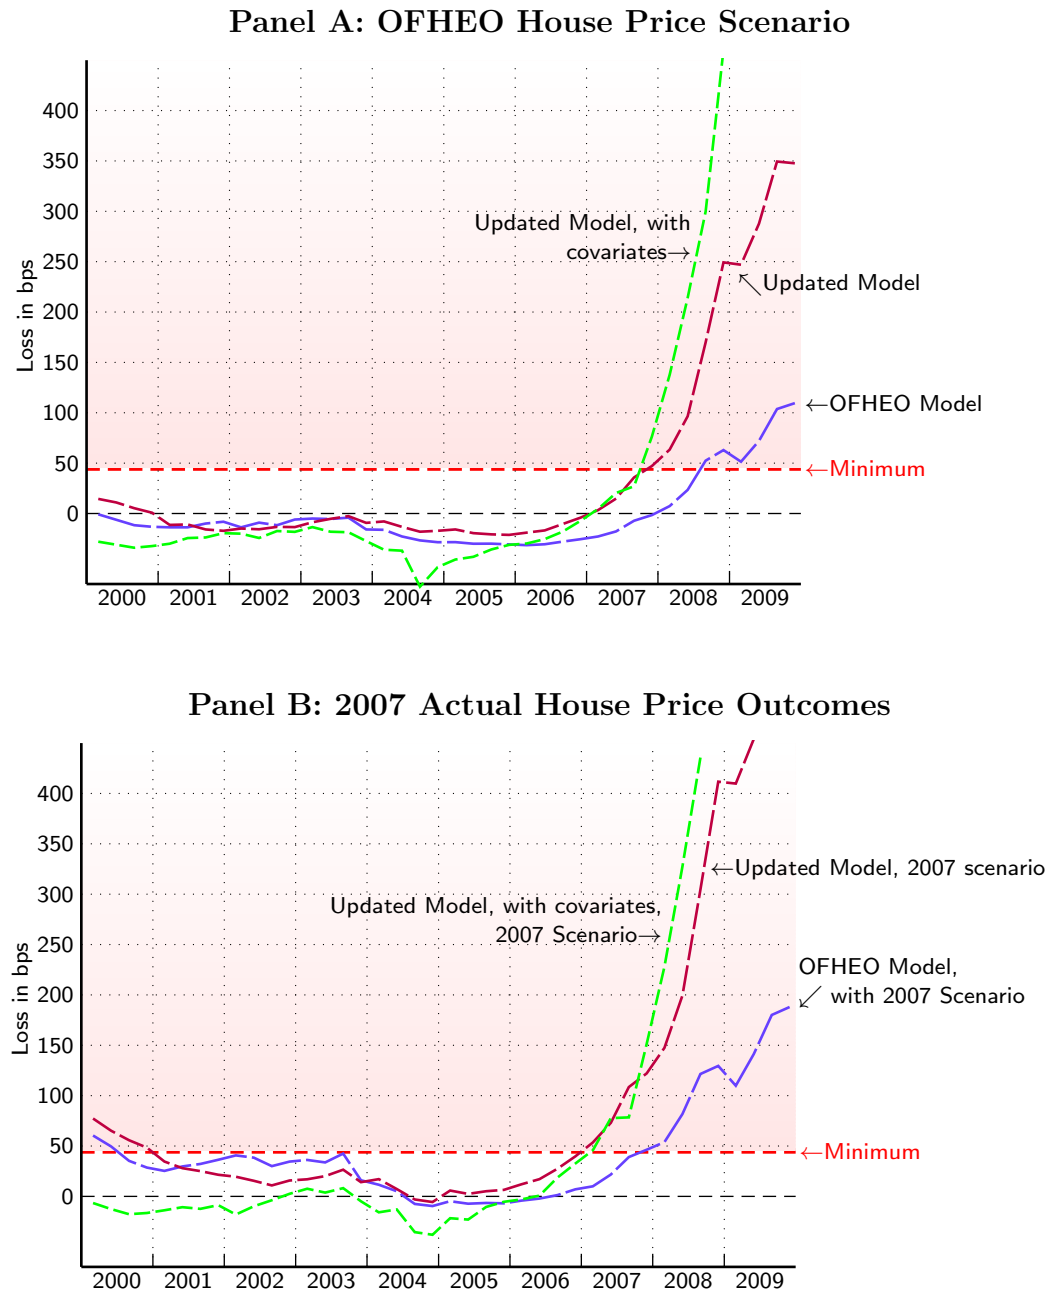 Panel A: OFHEO House Price Scenario
400
350
300
250
200
150
100
50
0
Loss in bps
Updated Model, with
covariates→
Updated Model
←OFHEO Model
←Minimum
2000 2001 2002 2003 2004 2005 2006 2007 2008 2009
Panel B: 2007 Actual House Price Outcomes
400
350
300
250
200
150
100
50
0
Loss in bps
←Updated Model, 2007 scenario
Updated Model, with covariates,
2007 Scenario→
OFHEO Model,
with 2007 Scenario
←Minimum
2000 2001 2002 2003 2004 2005 2006 2007 2008 2009